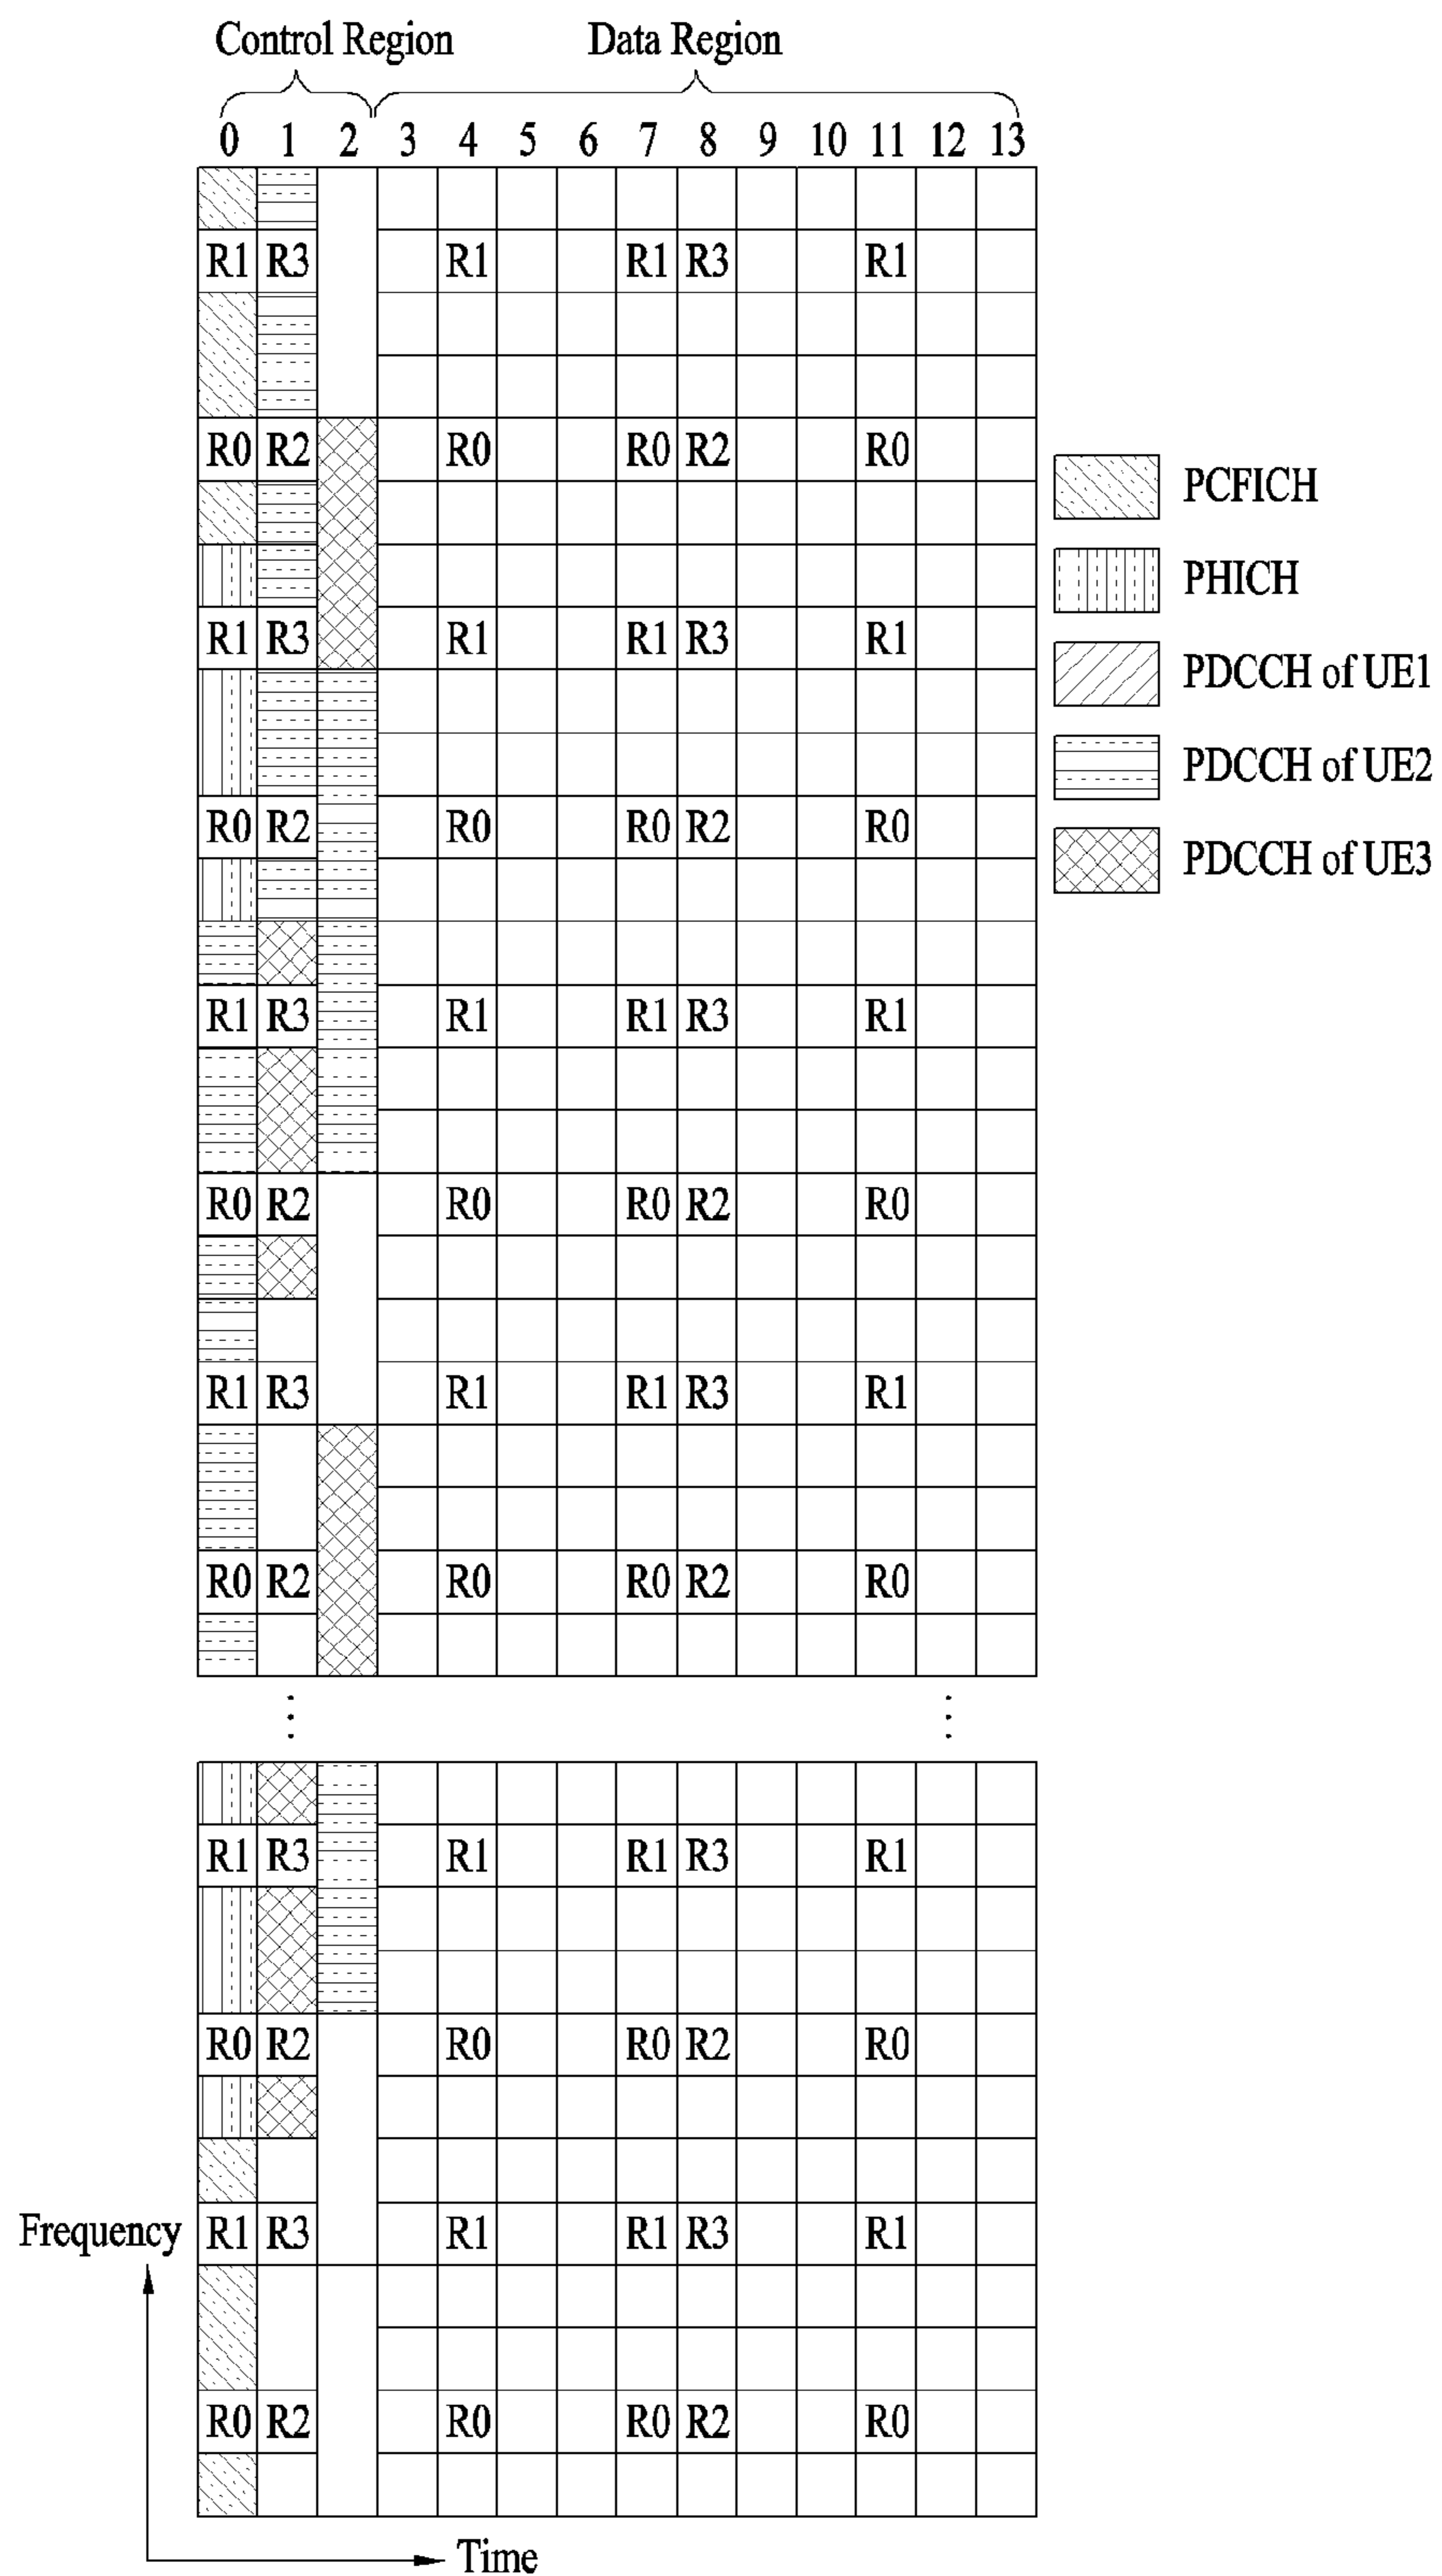 Control Region Data Region
0 1 2 3 4 5 6 7 8 9 10 11 12 13
R1 R3 R1 R1 R3 R1
R0 R2 R0 R0 R2 R0
PCFICH
PHICH
R1 R3 R1 R1 R3 R1
PDCCH of UE1
PDCCH of UE2
R0 R2 R0 R0 R2 R0
PDCCH of UE3
R1 R3 R1 R1 R3 R1
R0 R2 R0 R0 R2 R0
R1 R3 R1 R1 R3 R1
R0 R2 R0 R0 R2 R0
R1 R3 R1 R1 R3 R1
R0 R2 R0 R0 R2 R0
Frequency R1 R3 R1 R1 R3 R1
R0 R2 R0 R0 R2 R0
Time